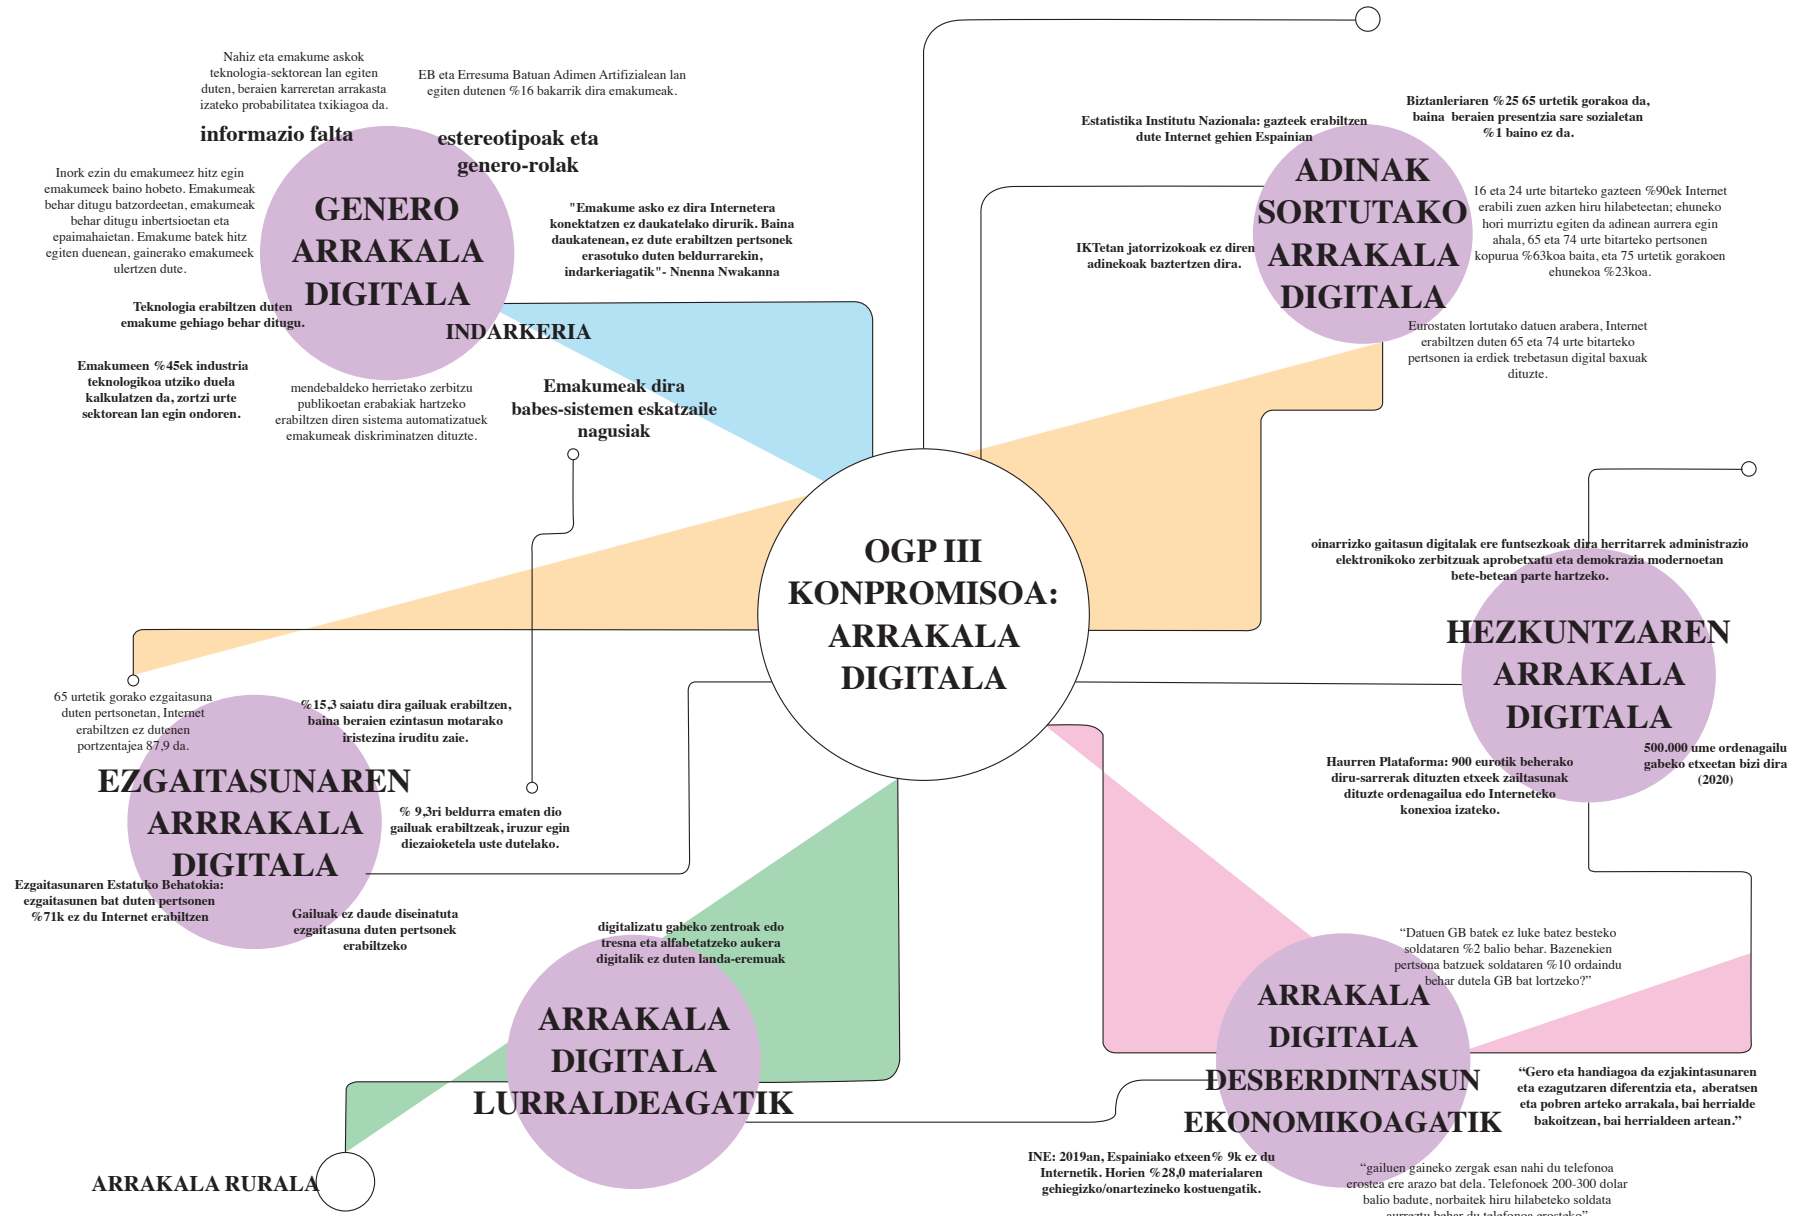 Nahiz eta emakume askok
teknologia-sektorean lan egiten
duten, beraien karreretan arrakasta
izateko probabilitatea txikiagoa da.
informazio falta
EB eta Erresuma Batuan Adimen Artifizialean lan
egiten dutenen %16 bakarrik dira emakumeak.
estereotipoak eta
genero-rolak
Inork ezin du emakumeez hitz egin
emakumeek baino hobeto. Emakumeak
behar ditugu batzordeetan, emakumeak
behar ditugu inbertsioetan eta
epaimahaietan. Emakume batek hitz
egiten duenean, gainerako emakumeek
ulertzen dute.
GENERO
ARRAKALA
DIGITALA
"Emakume asko ez dira Internetera
konektatzen ez daukatelako dirurik. Baina
daukatenean, ez dute erabiltzen pertsonek
erasotuko duten beldurrarekin,
indarkeriagatik"- Nnenna Nwakanna
Teknologia erabiltzen duten
emakume gehiago behar ditugu.
INDARKERIA
Emakumeen %45ek industria
teknologikoa utziko duela
kalkulatzen da, zortzi urte
sektorean lan egin ondoren.
mendebaldeko herrietako zerbitzu
publikoetan erabakiak hartzeko
erabiltzen diren sistema automatizatuek
emakumeak diskriminatzen dituzte.
Emakumeak dira
babes-sistemen eskatzaile
nagusiak
Estatistika Institutu Nazionala: gazteek erabiltzen
dute Internet gehien Espainian
Biztanleriaren %25 65 urtetik gorakoa da,
baina beraien presentzia sare sozialetan
%1 baino ez da.
ADINAK
SORTUTAKO
ARRAKALA
DIGITALA
16 eta 24 urte bitarteko gazteen %90ek Internet
erabili zuen azken hiru hilabeteetan; ehuneko
hori murriztu egiten da adinean aurrera egin
ahala, 65 eta 74 urte bitarteko pertsonen
kopurua %63koa baita, eta 75 urtetik gorakoen
ehunekoa %23koa.
IKTetan jatorrizkoak ez diren
adinekoak baztertzen dira.
Eurostaten lortutako datuen arabera, Internet
erabiltzen duten 65 eta 74 urte bitarteko
pertsonen ia erdiek trebetasun digital baxuak
dituzte.
OGP III
KONPROMISOA:
ARRAKALA
DIGITALA
oinarrizko gaitasun digitalak ere funtsezkoak dira herritarrek administrazio
elektronikoko zerbitzuak aprobetxatu eta demokrazia modernoetan
bete-betean parte hartzeko.
HEZKUNTZAREN
ARRAKALA
DIGITALA
500.000 ume ordenagailu
gabeko etxeetan bizi dira
(2020)
Haurren Plataforma: 900 eurotik beherako
diru-sarrerak dituzten etxeek zailtasunak
dituzte ordenagailua edo Interneteko
konexioa izateko.
65 urtetik gorako ezgaitasuna
duten pertsonetan, Internet
erabiltzen ez dutenen
portzentajea 87,9 da.
%15,3 saiatu dira gailuak erabiltzen,
baina beraien ezintasun motarako
iristezina iruditu zaie.
EZGAITASUNAREN
ARRRAKALA
DIGITALA
% 9,3ri beldurra ematen dio
gailuak erabiltzeak, iruzur egin
diezaioketela uste dutelako.
Ezgaitasunaren Estatuko Behatokia:
ezgaitasunen bat duten pertsonen
%71k ez du Internet erabiltzen
Gailuak ez daude diseinatuta
ezgaitasuna duten pertsonek
erabiltzeko
digitalizatu gabeko zentroak edo
tresna eta alfabetatzeko aukera
digitalik ez duten landa-eremuak
ARRAKALA
DIGITALA
LURRALDEAGATIK
ARRAKALA RURALA
“Datuen GB batek ez luke batez besteko
soldataren %2 balio behar. Bazenekien
pertsona batzuek soldataren %10 ordaindu
behar dutela GB bat lortzeko?”
ARRAKALA
DIGITALA
DESBERDINTASUN
EKONOMIKOAGATIK
“Gero eta handiagoa da ezjakintasunaren
eta ezagutzaren diferentzia eta, aberatsen
eta pobren arteko arrakala, bai herrialde
bakoitzean, bai herrialdeen artean.”
INE: 2019an, Espainiako etxeen% 9k ez du
Internetik. Horien %28,0 materialaren
gehiegizko/onartezineko kostuengatik.
“gailuen gaineko zergak esan nahi du telefonoa
erostea ere arazo bat dela. Telefonoek 200-300 dolar
balio badute, norbaitek hiru hilabeteko soldata
aurreztu behar du telefonoa erosteko”